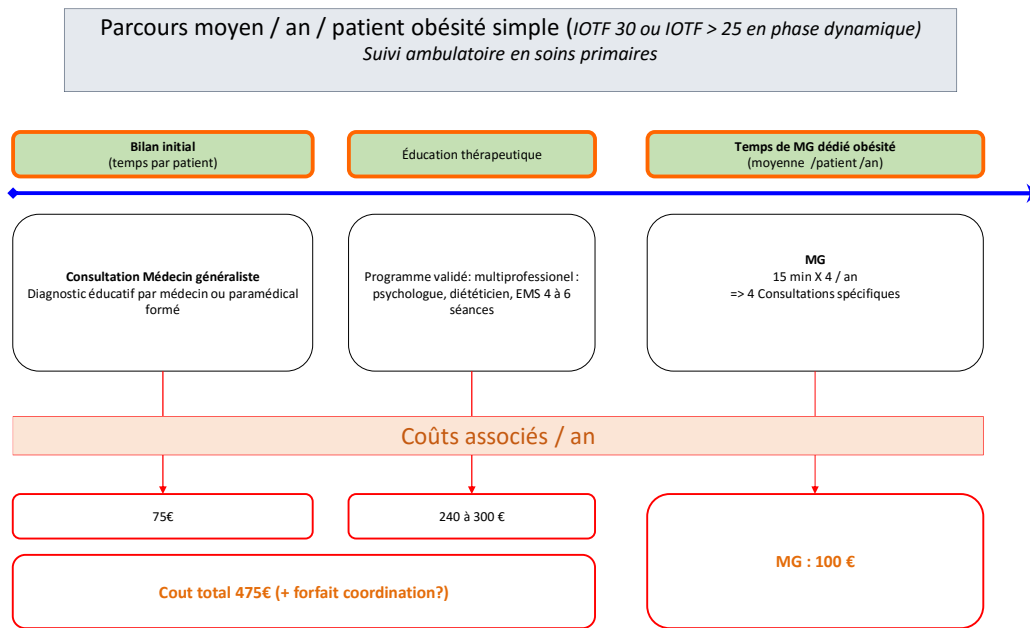 Parcours moyen / an / patient obésité simple (IOTF 30 ou IOTF > 25 en phase dynamique)
Suivi ambulatoire en soins primaires
Bilan initial
(temps par patient)
Éducation thérapeutique
Temps de MG dédié obésité
(moyenne /patient /an)
Consultation Médecin généraliste
Diagnostic éducatif par médecin ou paramédical
formé
Programme validé: multiprofessionel :
psychologue, diététicien, EMS 4 à 6
séances
MG
15 min X 4 / an
=> 4 Consultations spécifiques
Coûts associés / an
75€
240 à 300 €
MG : 100 €
Cout total 475€ (+ forfait coordination?)